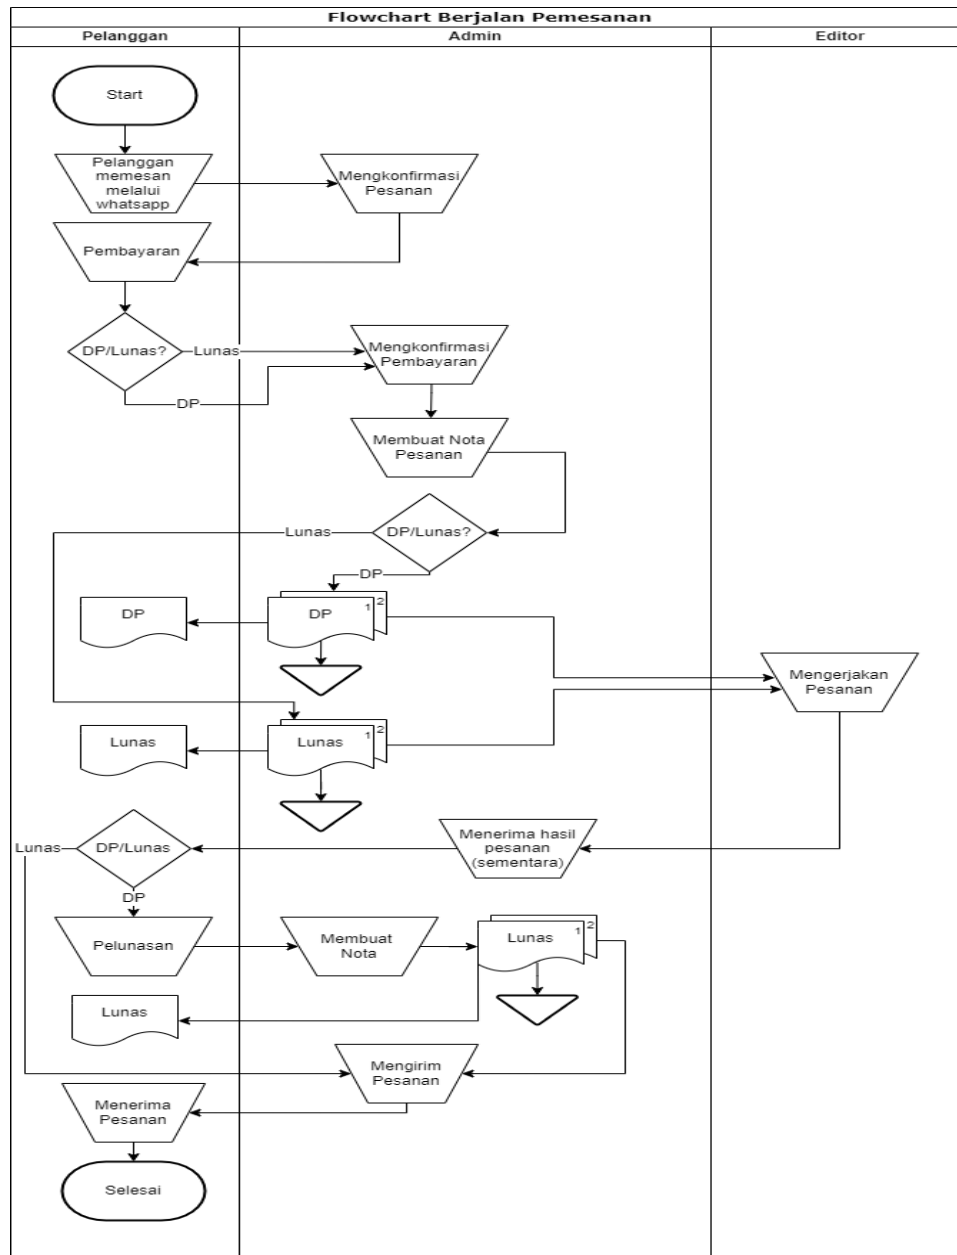 Flowchart Berjalan Pemesanan
Pelanggan
Admin
Editor
Start
Pelanggan
memesan
melalui
whatsapp
Mengkonfirmasi
Pesanan
Pembayaran
DP/Lunas?
Lunas
Mengkonfirmasi
Pembayaran
DP
Membuat Nota
Pesanan
Lunas
DP/Lunas?
DP
DP
DP
1
2
Mengerjakan
Pesanan
Lunas
Lunas
1
2
Lunas
DP/Lunas
Menerima hasil
pesanan
(sementara)
DP
Pelunasan
Membuat
Nota
Lunas
1
2
Lunas
Mengirim
Pesanan
Menerima
Pesanan
Selesai